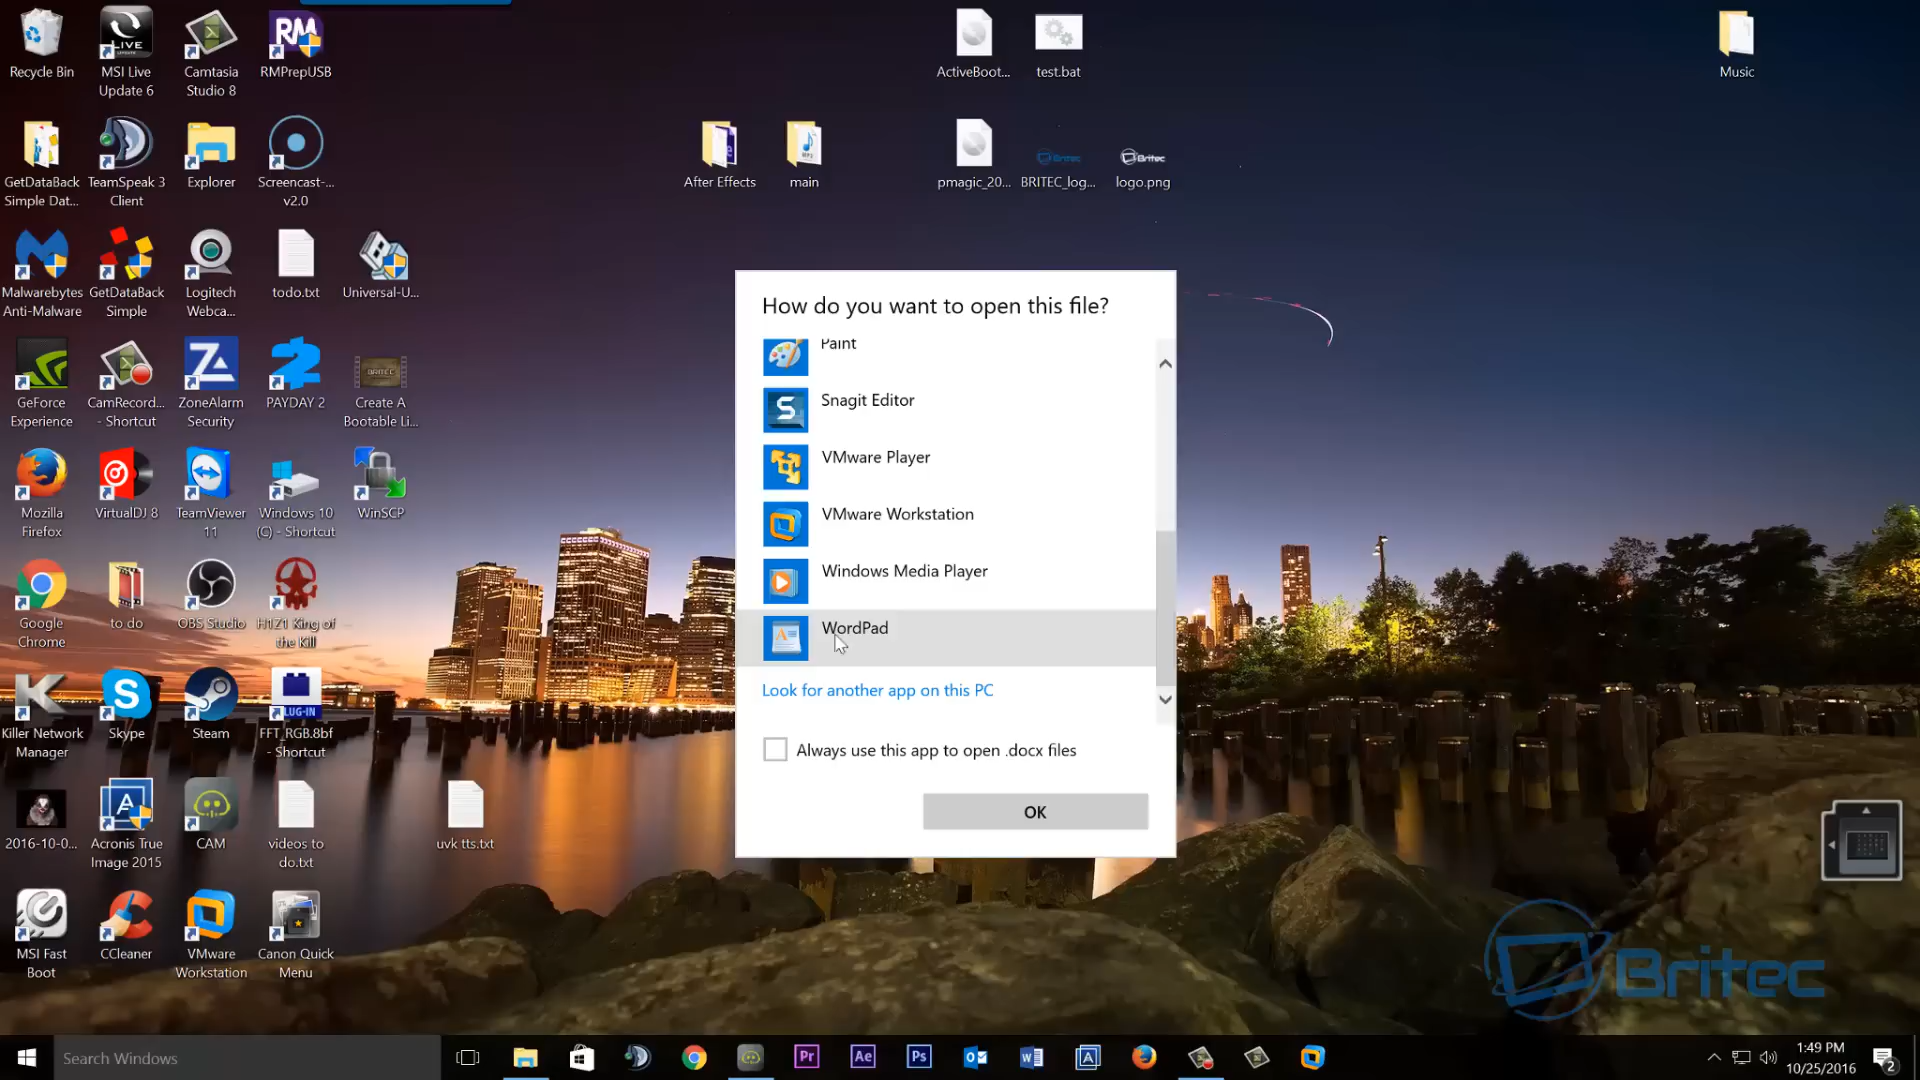 Recycle Bin
MSI Live
Update 6
Camtasia
Studio 8
RMPrepUSB
ActiveBoot...
test.bat
Music
GetDataBack
Simple Dat...
TeamSpeak 3
Client
Explorer
Screencast-...
v2.0
After Effects
main
pmagic_20...
BRITEC_log...
logo.png
Malwarebytes
Anti-Malware
GetDataBack
Simple
Logitech
Webca...
todo.txt
Universal-U...
GeForce
Experience
CamRecord...
- Shortcut
ZoneAlarm
Security
PAYDAY 2
Create A
Bootable Li...
Mozilla
Firefox
VirtualDJ 8
TeamViewer
11
Windows 10
(C) - Shortcut
WinSCP
Google
Chrome
to do
OBS Studio
H1Z1 King of
the Kill
Killer Network
Manager
Skype
Steam
FFT_RGB.8bf
- Shortcut
2016-10-0...
Acronis True
Image 2015
CAM
videos to
do.txt
uvk tts.txt
MSI Fast
Boot
CCleaner
VMware
Workstation
Canon Quick
Menu
How do you want to open this file?
Paint
Snagit Editor
VMware Player
VMware Workstation
Windows Media Player
WordPad
Look for another app on this PC
Always use this app to open .docx files
OK
Britec
Search Windows
1:49 PM
10/25/2016
2